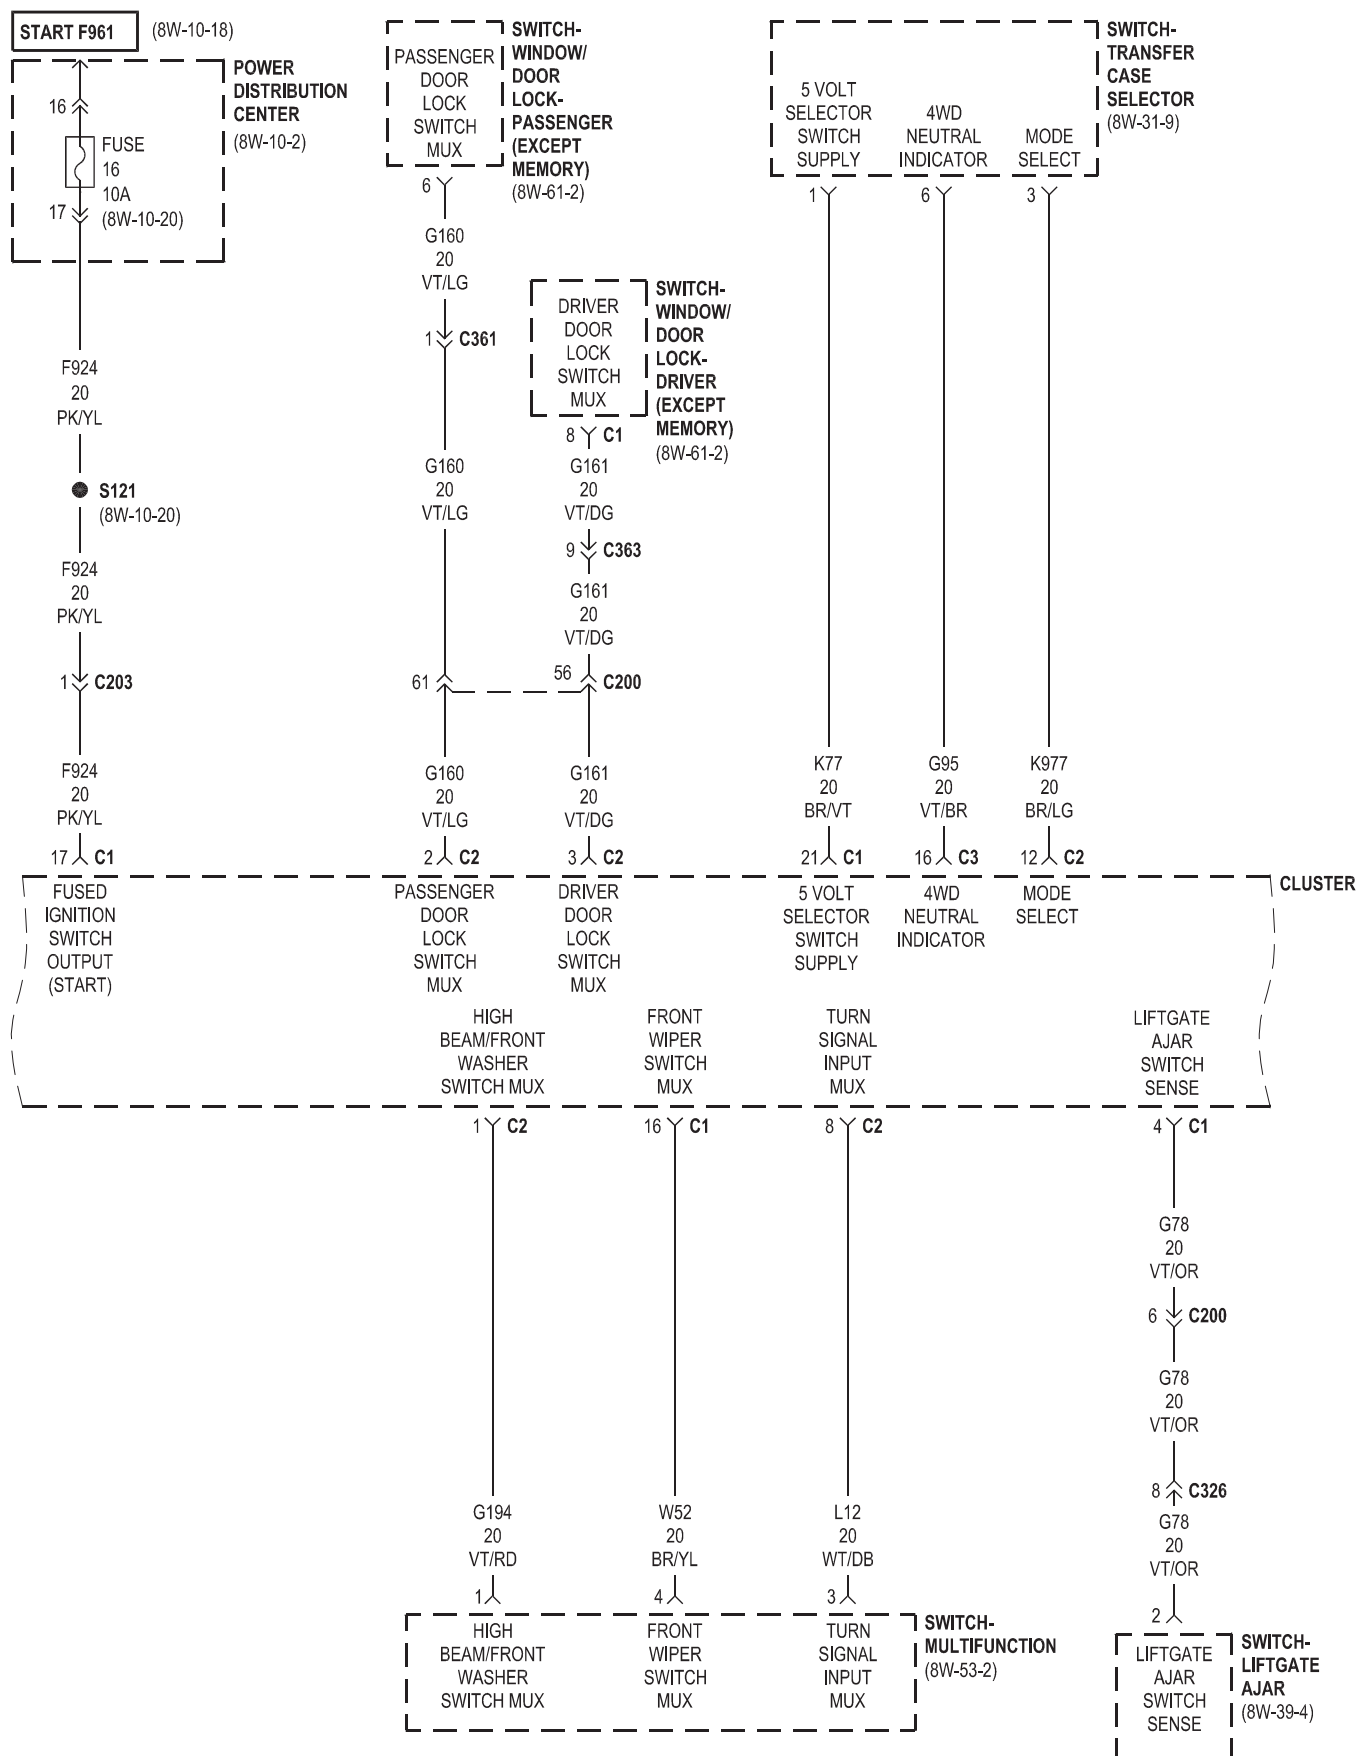 START F961
(8W-10-18)
16
FUSE
16
10A
(8W-10-20)
17
POWER
DISTRIBUTION
CENTER
(8W-10-2)
F924
20
PK/YL
S121
(8W-10-20)
F924
20
PK/YL
1 C203
F924
20
PK/YL
17 C1
PASSENGER
DOOR
LOCK
SWITCH
MUX
SWITCH-
WINDOW/
DOOR
LOCK-
PASSENGER
(EXCEPT
MEMORY)
(8W-61-2)
6
G160
20
VT/LG
1 C361
G160
20
VT/LG
61
G160
20
VT/LG
2 C2
DRIVER
DOOR
LOCK
SWITCH
MUX
SWITCH-
WINDOW/
DOOR
LOCK-
DRIVER
(EXCEPT
MEMORY)
(8W-61-2)
8 C1
G161
20
VT/DG
9 C363
G161
20
VT/DG
56 C200
G161
20
VT/DG
3 C2
5 VOLT
SELECTOR
SWITCH
SUPPLY
4WD
NEUTRAL
INDICATOR
MODE
SELECT
SWITCH-
TRANSFER
CASE
SELECTOR
(8W-31-9)
1
6
3
K77
20
BR/VT
21 C1
G95
20
VT/BR
16 C3
K977
20
BR/LG
12 C2
CLUSTER
FUSED
IGNITION
SWITCH
OUTPUT
(START)
PASSENGER
DOOR
LOCK
SWITCH
MUX
DRIVER
DOOR
LOCK
SWITCH
MUX
5 VOLT
SELECTOR
SWITCH
SUPPLY
4WD
NEUTRAL
INDICATOR
MODE
SELECT
HIGH
BEAM/FRONT
WASHER
SWITCH MUX
FRONT
WIPER
SWITCH
MUX
TURN
SIGNAL
INPUT
MUX
LIFTGATE
AJAR
SWITCH
SENSE
1 C2
16 C1
8 C2
4 C1
G194
20
VT/RD
1
W52
20
BR/YL
4
L12
20
WT/DB
3
HIGH
BEAM/FRONT
WASHER
SWITCH MUX
FRONT
WIPER
SWITCH
MUX
TURN
SIGNAL
INPUT
MUX
SWITCH-
MULTIFUNCTION
(8W-53-2)
G78
20
VT/OR
6 C200
G78
20
VT/OR
8 C326
G78
20
VT/OR
2
LIFTGATE
AJAR
SWITCH
SENSE
SWITCH-
LIFTGATE
AJAR
(8W-39-4)